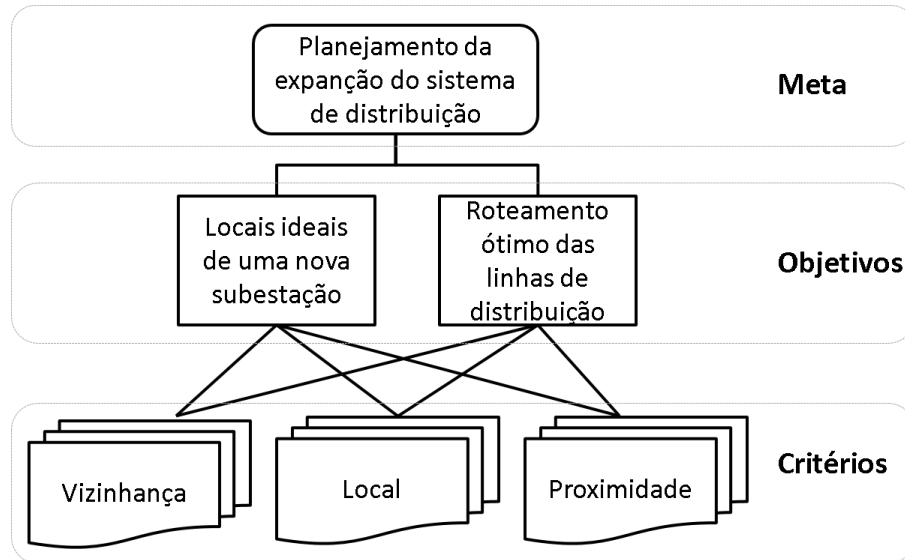 Planejamento da
expanção do sistema
de distribuição
Meta
Locais ideais
de uma nova
subestação
Roteamento
ótimo das
linhas de
distribuição
Objetivos
Vizinhança
Local
Proximidade
Critérios